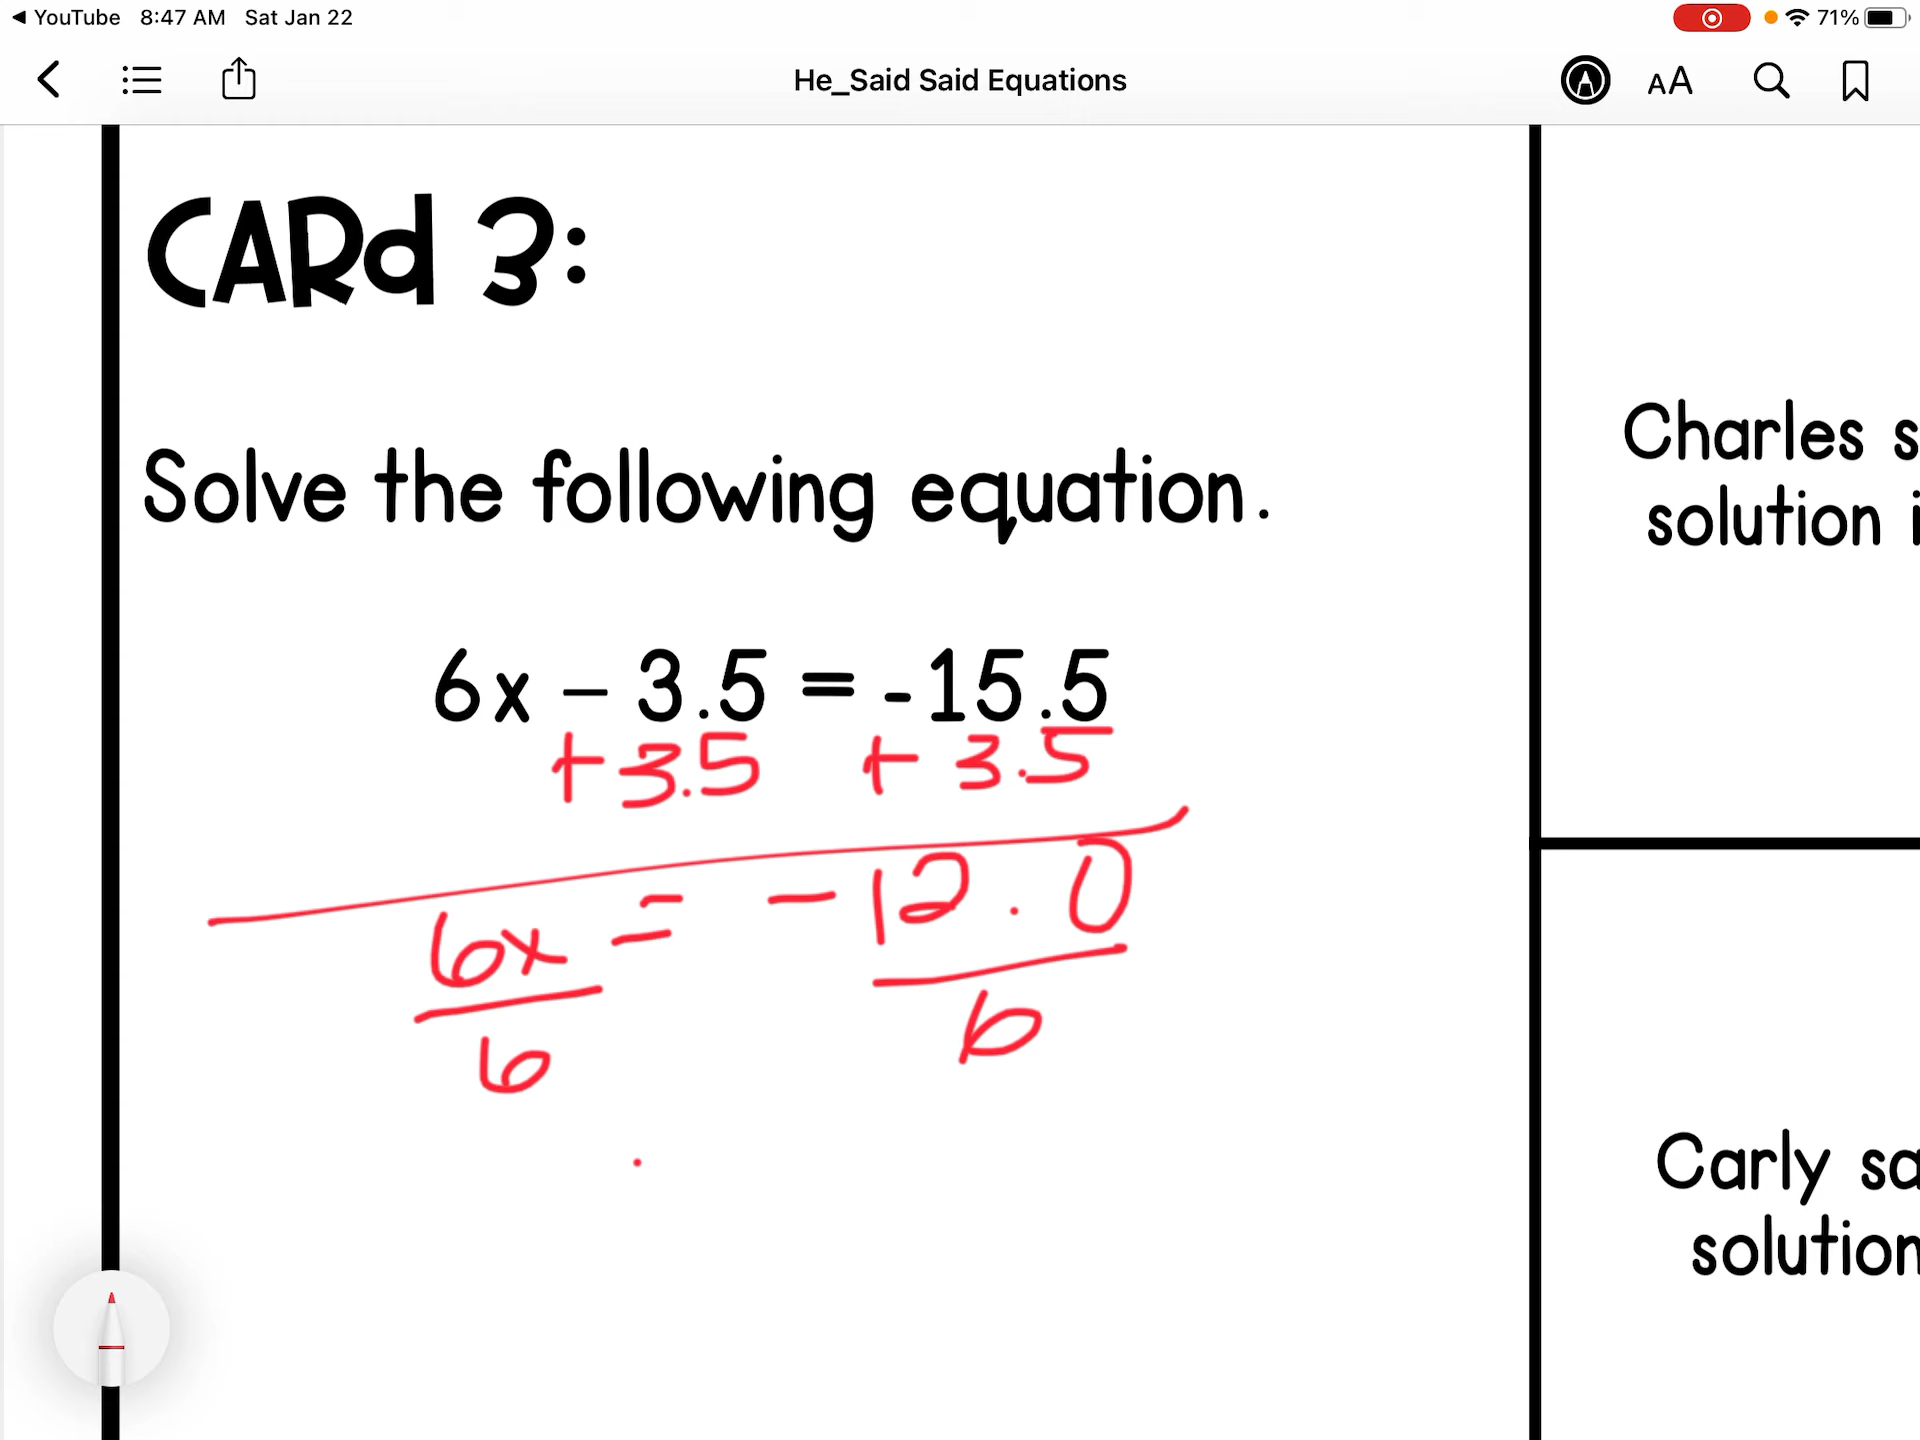 ◀ YouTube 8:47 AM Sat Jan 22 71%
He_Said Said Equations AA
CARd 3:
Solve the following equation.
6x – 3.5 = -15.5
+3.5 + 3.5
6x = -12.0
6 6
Charles s
solution i
Carly sa
solution